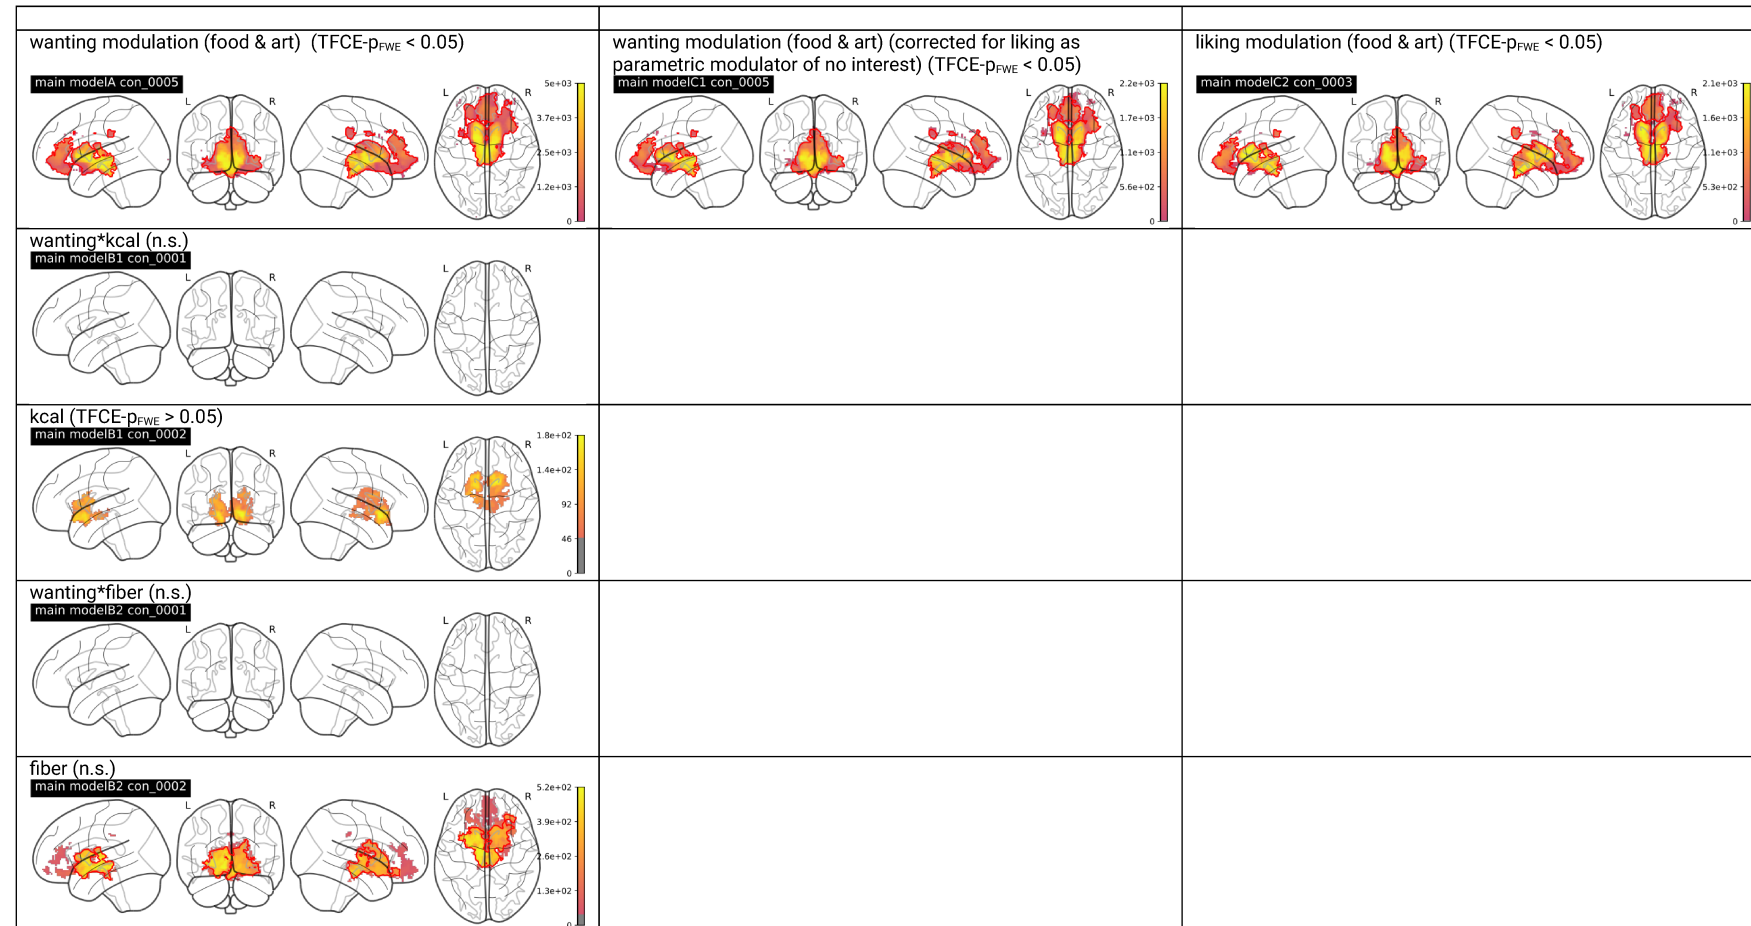 wanting modulation (food & art) (TFCE-pFWE < 0.05)
main modelA con_0005
L R L R
5e+03
3.7e+03
2.5e+03
1.2e+03
0
wanting modulation (food & art) (corrected for liking as
parametric modulator of no interest) (TFCE-pFWE < 0.05)
main modelC1 con_0005
L R L R
2.2e+03
1.7e+03
1.1e+03
5.6e+02
0
liking modulation (food & art) (TFCE-pFWE < 0.05)
main modelC2 con_0003
L R L R
2.1e+03
1.6e+03
1.1e+03
5.3e+02
0
wanting*kcal (n.s.)
main modelB1 con_0001
L R L R
kcal (TFCE-pFWE > 0.05)
main modelB1 con_0002
L R L R
1.8e+02
1.4e+02
92
46
0
wanting*fiber (n.s.)
main modelB2 con_0001
L R L R
fiber (n.s.)
main modelB2 con_0002
L R L R
5.2e+02
3.9e+02
2.6e+02
1.3e+02
0